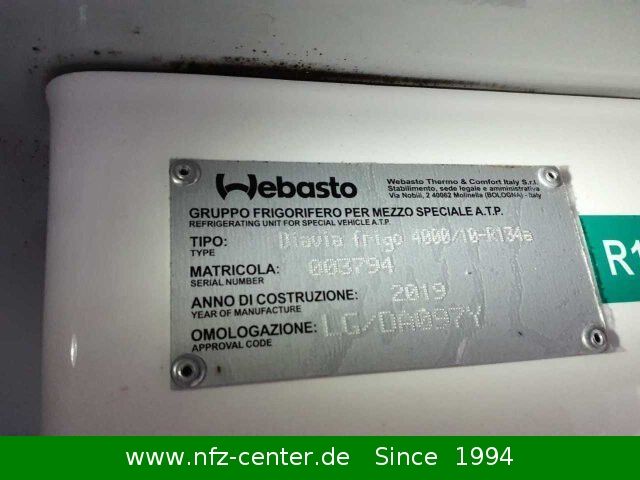 Webasto
Webasto Thermo & Comfort Italy S.r.l.
Stabilimento, sede legale e amministrativa
Via Nobili, 2 40062 Molinella (BOLOGNA) - Italy
GRUPPO FRIGORIFERO PER MEZZO SPECIALE A.T.P.
REFRIGERATING UNIT FOR SPECIAL VEHICLE A.T.P.
TIPO: Diavia frigo 4000/10-R134a
TYPE
MATRICOLA: 003794
SERIAL NUMBER
ANNO DI COSTRUZIONE: 2019
YEAR OF MANUFACTURE
OMOLOGAZIONE: LG/DA097Y
APPROVAL CODE
R1
www.nfz-center.de Since 1994